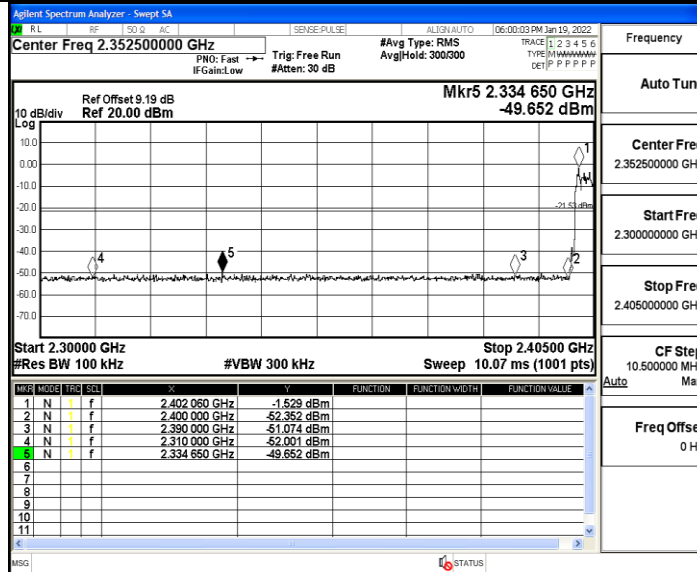 Agilent Spectrum Analyzer - Swept SA
RL RF 50 Ω AC SENSE:PULSE ALIGNAUTO 06:00:03 PM Jan 19, 2022
Center Freq 2.352500000 GHz
PNO: Fast
IFGain:Low
Trig: Free Run
#Atten: 30 dB
#Avg Type: RMS
Avg|Hold: 300/300
TRACE 1 2 3 4 5 6
TYPE MWWWWW
DET P P P P P P
Ref Offset 9.19 dB
10 dB/div Ref 20.00 dBm
Log
Mkr5 2.334 650 GHz
-49.652 dBm
10.0
0.00
-10.0
-20.0
-30.0
-40.0
-50.0
-60.0
-70.0
1
-21.53 dBm
4
5
3
2
Start 2.30000 GHz Stop 2.40500 GHz
#Res BW 100 kHz #VBW 300 kHz Sweep 10.07 ms (1001 pts)
MKR MODE TRC SCL X Y FUNCTION FUNCTION WIDTH FUNCTION VALUE
1 N 1 f 2.402 060 GHz -1.529 dBm
2 N 1 f 2.400 000 GHz -52.352 dBm
3 N 1 f 2.390 000 GHz -51.074 dBm
4 N 1 f 2.310 000 GHz -52.001 dBm
5 N 1 f 2.334 650 GHz -49.652 dBm
6
7
8
9
10
11
MSG STATUS
Frequency
Auto Tun
Center Fre
2.352500000 GH
Start Fre
2.300000000 GH
Stop Fre
2.405000000 GH
CF Step
10.500000 MH
Auto Ma
Freq Offse
0 H